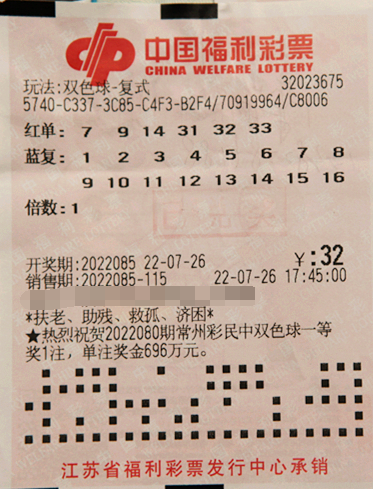 中国福利彩票
CHINA WELFARE LOTTERY
玩法:双色球-复式 32023675
5740-C337-3C85-C4F3-B2F4/70919964/C8006
红单: 7 9 14 31 32 33
蓝复: 1 2 3 4 5 6 7 8
9 10 11 12 13 14 15 16
倍数:1
已兑奖
开奖期:2022085 22-07-26 ￥:32
销售期:2022085-115 22-07-26 17:45:00
*扶老、助残、救孤、济困*
★热烈祝贺2022080期常州彩民中双色球一等
奖1注，单注奖金696万元。
江苏省福利彩票发行中心承销